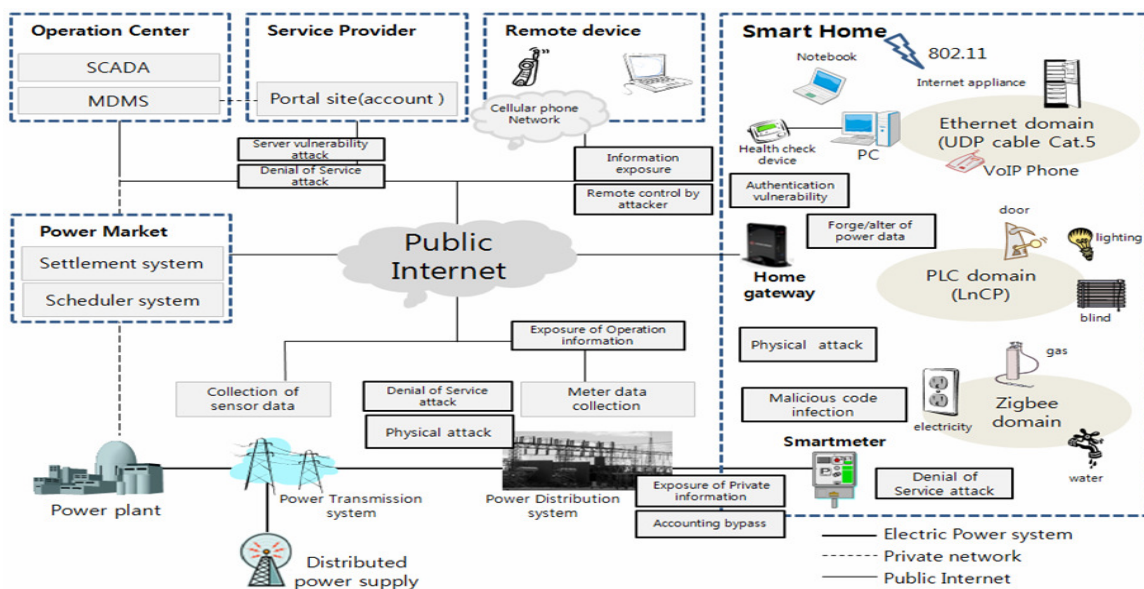 Operation Center
SCADA
MDMS
Service Provider
Portal site(account )
Remote device
Cellular phone
Network
Server vulnerability
attack
Denial of Service
attack
Information
exposure
Remote control by
attacker
Power Market
Settlement system
Scheduler system
Public
Internet
Exposure of Operation
information
Collection of
sensor data
Denial of Service
attack
Physical attack
Meter data
collection
Power plant
Power Transmission
system
Power Distribution
system
Exposure of Private
information
Accounting bypass
Distributed
power supply
Smart Home
802.11
Notebook
Internet appliance
Health check
device
PC
Ethernet domain
(UDP cable Cat.5
VoIP Phone
Authentication
vulnerability
Forge/alter of
power data
Home
gateway
door
lighting
PLC domain
(LnCP)
blind
Physical attack
gas
Malicious code
infection
electricity
Zigbee
domain
water
Smartmeter
Denial of
Service attack
Electric Power system
Private network
Public Internet